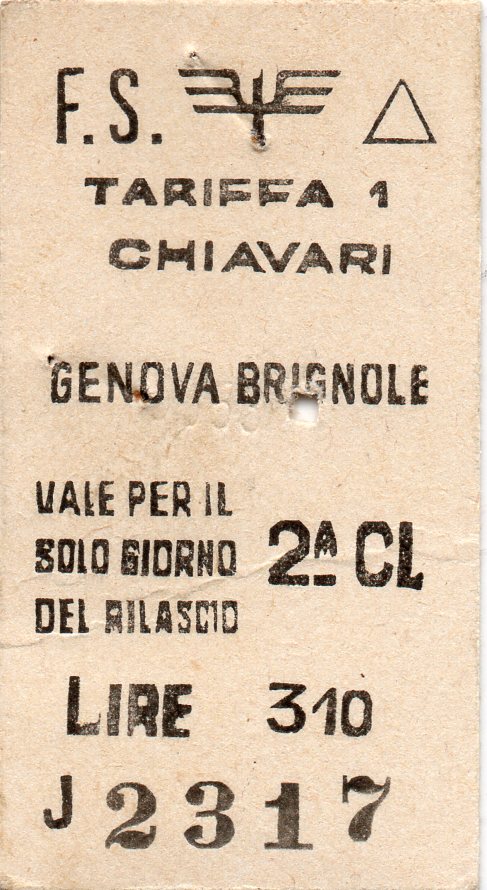 F.S.
TARIFFA 1
CHIAVARI
GENOVA BRIGNOLE
VALE PER IL
SOLO GIORNO
DEL RILASCIO
2ª CL
LIRE 310
J 2317